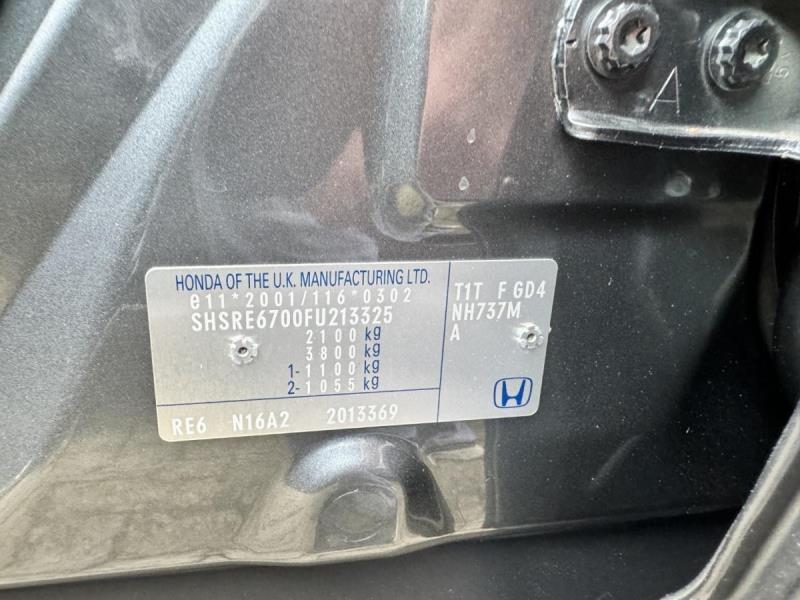 A
HONDA OF THE U.K. MANUFACTURING LTD.
e11*2001/116*0302
SHSRE6700FU213325
2100 kg
3800 kg
1- 1100 kg
2- 1055 kg
RE6 N16A2 2013369
T1T F GD4
NH737M
A